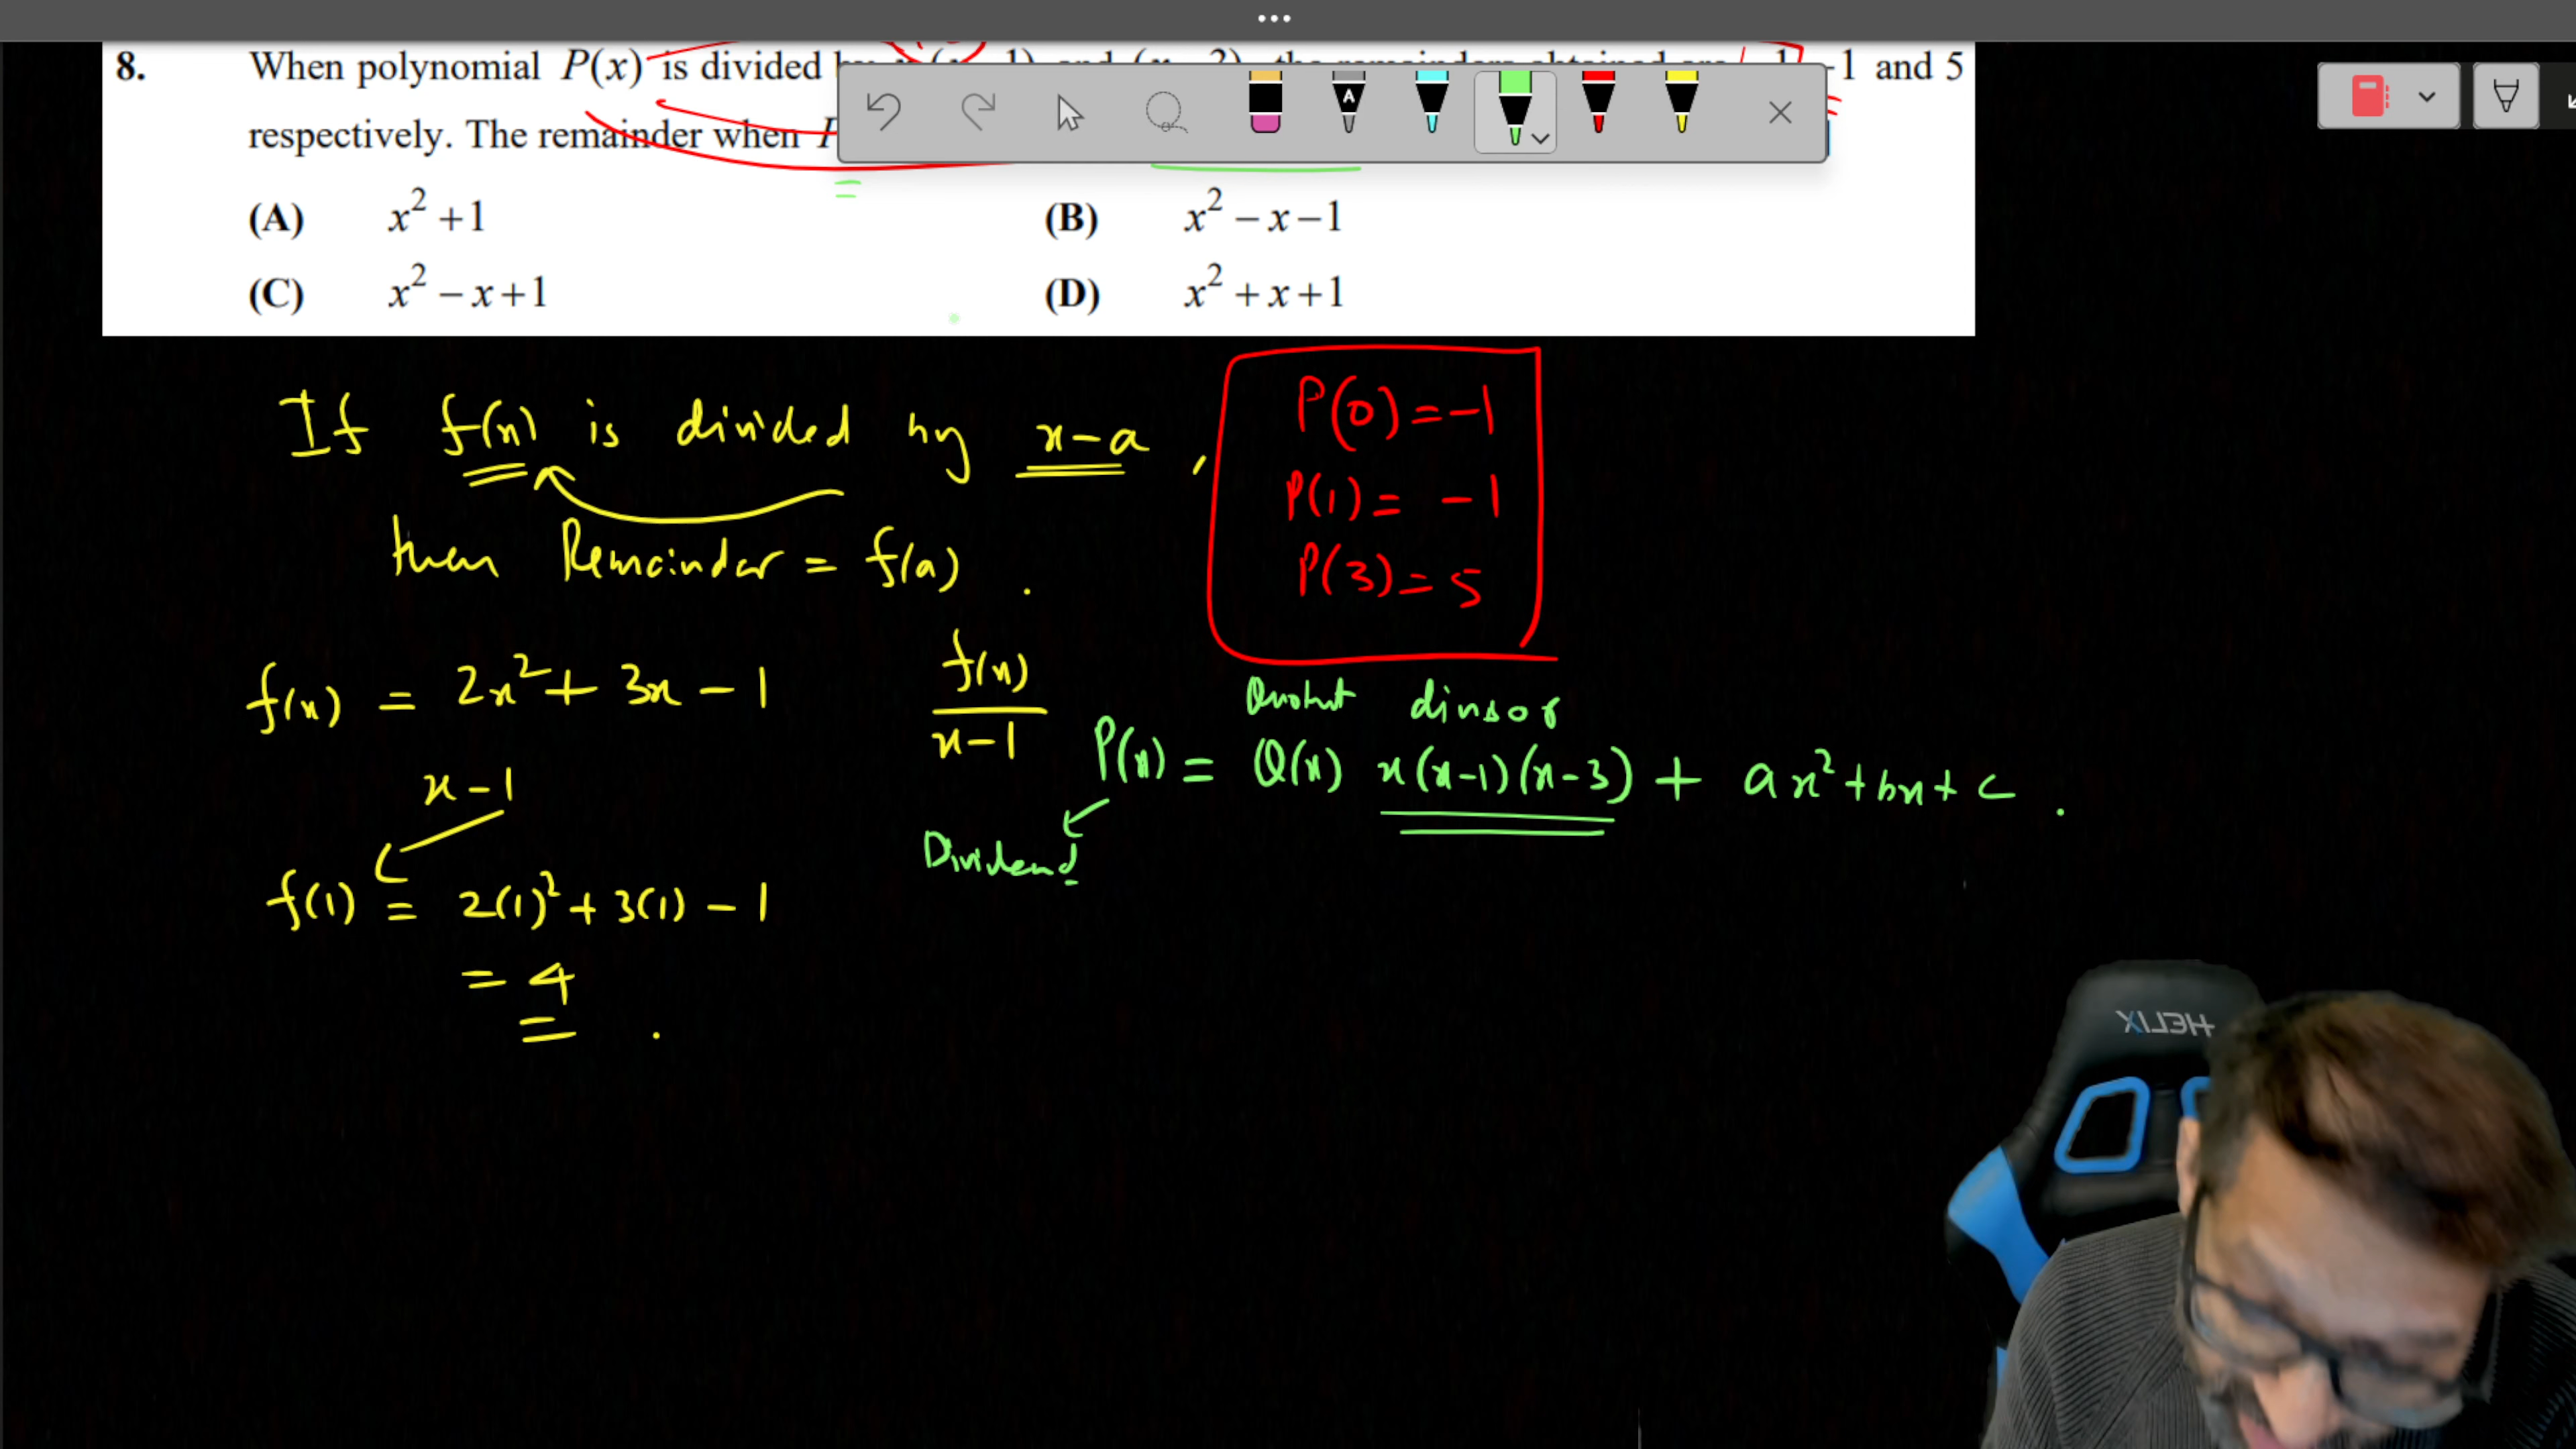 8. When polynomial P(x) is divided -1 and 5
respectively. The remainder when P
(A) x² +1 (B) x² – x –1
(C) x² – x +1 (D) x² + x +1
If f(x) is divided by x-a ,
then Remainder = f(a) .
P(0) = -1
P(1) = -1
P(3) = 5
f(x) = 2x² + 3x - 1
f(x)
x-1
x-1
f(1) = 2(1)² + 3(1) - 1
= 4 .
Quotient divisor
P(x) = Q(x) x(x-1)(x-3) + ax² + bx + c .
Dividend
HELIX
A